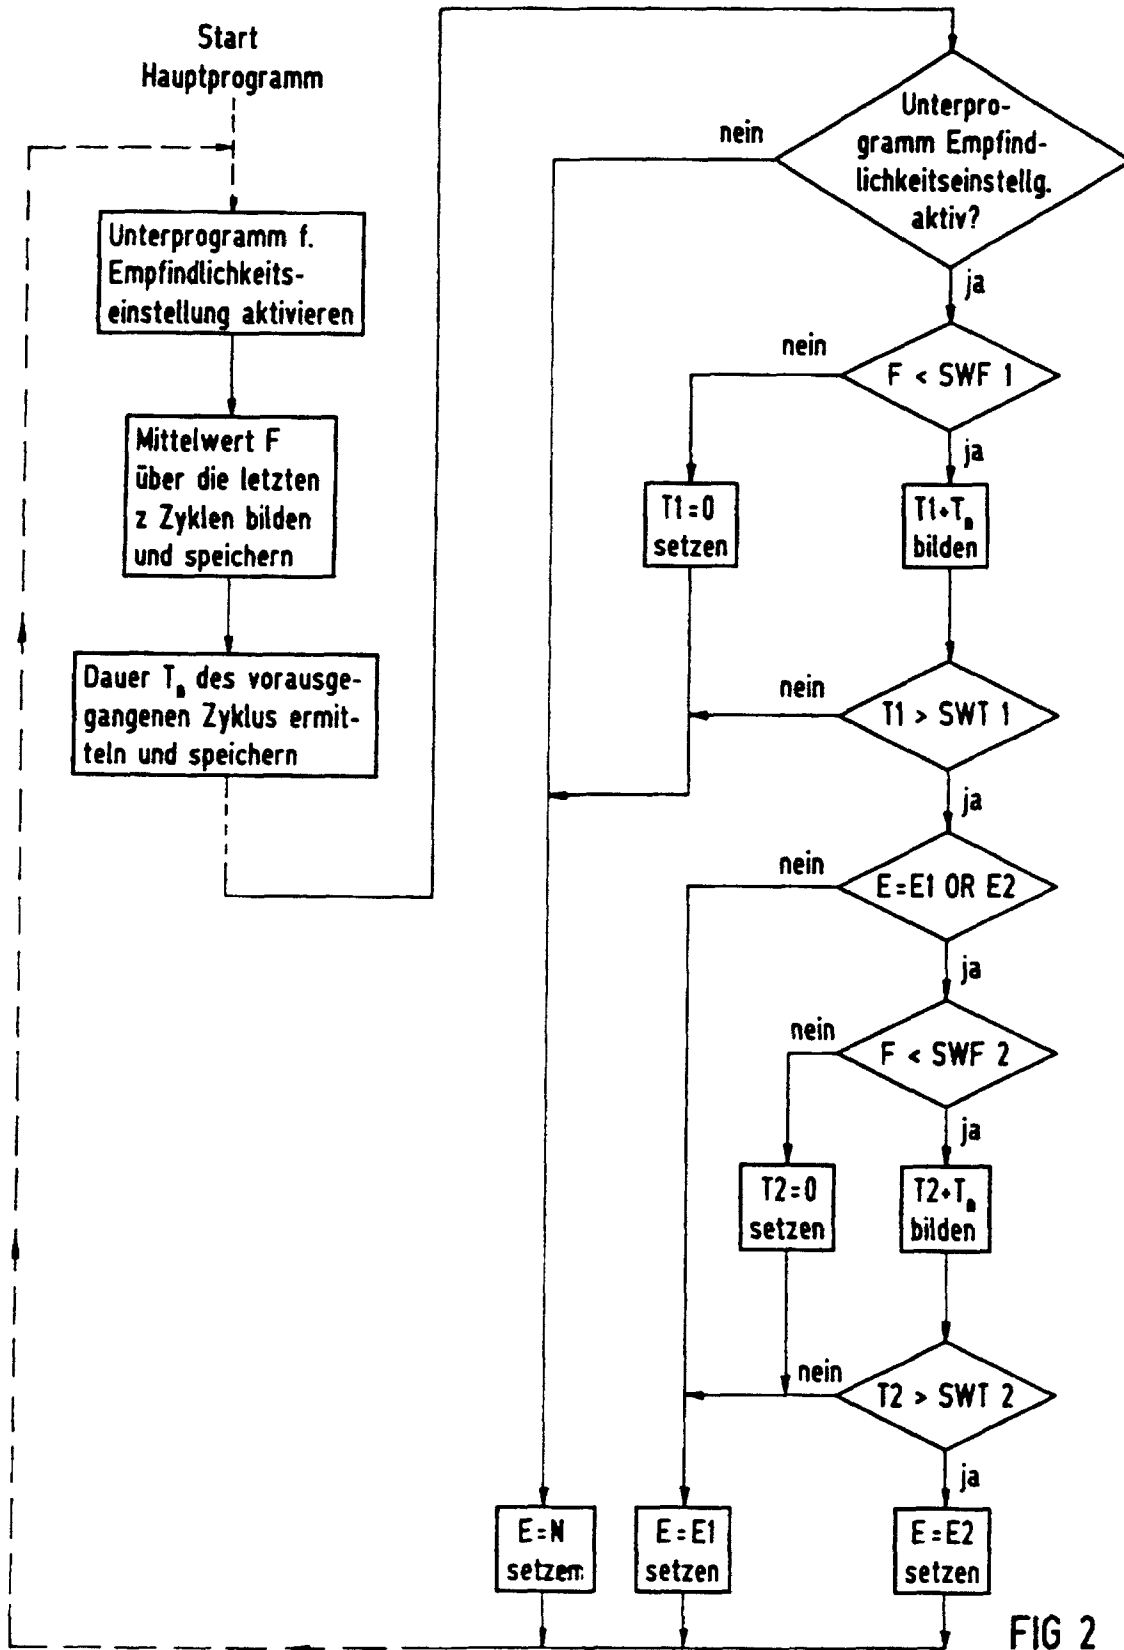 Start
Hauptprogramm
Unterprogramm f.
Empfindlichkeits-
einstellung aktivieren
Mittelwert F
über die letzten
z Zyklen bilden
und speichern
Dauer Tn des vorausge-
gangenen Zyklus ermit-
teln und speichern
Unterpro-
gramm Empfind-
lichkeitseinstellg.
aktiv?
nein
ja
F < SWF 1
nein
ja
T1=0
setzen
T1+Tn
bilden
T1 > SWT 1
nein
ja
E=E1 OR E2
nein
ja
F < SWF 2
nein
ja
T2=0
setzen
T2+Tn
bilden
T2 > SWT 2
nein
ja
E=N
setzen
E=E1
setzen
E=E2
setzen
FIG 2